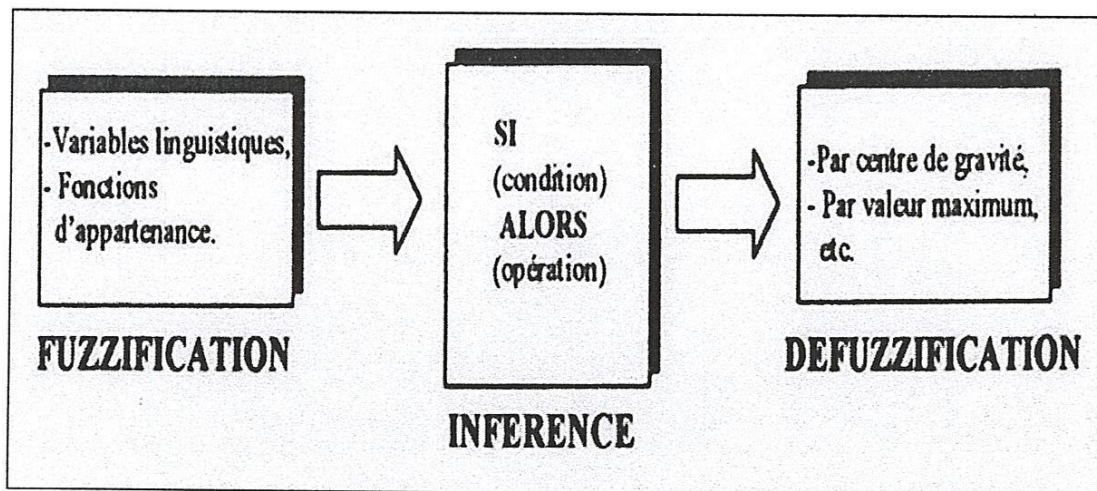 -Variables linguistiques,
- Fonctions
d'appartenance.
FUZZIFICATION
SI
(condition)
ALORS
(opération)
INFERENCE
-Par centre de gravité,
- Par valeur maximum,
etc.
DEFUZZIFICATION